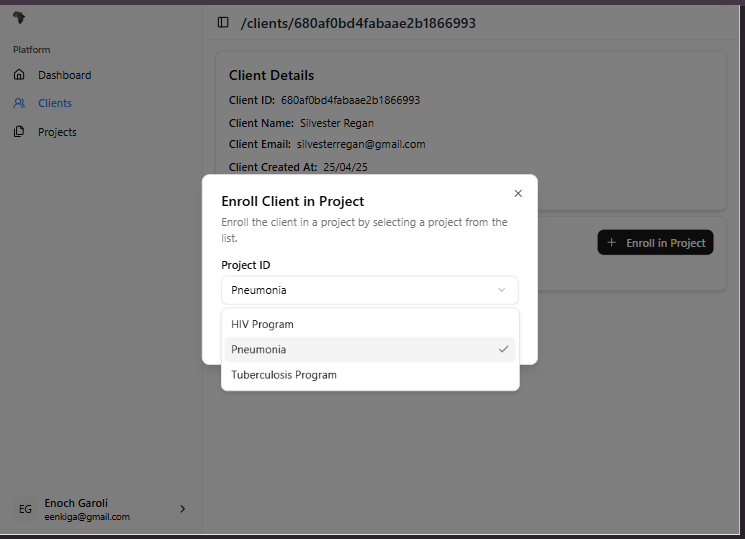 /clients/680af0bd4fabaae2b1866993
Platform
Dashboard
Clients
Projects
Client Details
Client ID: 680af0bd4fabaae2b1866993
Client Name: Silvester Regan
Client Email: silvesterregan@gmail.com
Client Created At: 25/04/25
+ Enroll in Project
Enroll Client in Project
Enroll the client in a project by selecting a project from the
list.
Project ID
Pneumonia
HIV Program
Pneumonia
Tuberculosis Program
EG
Enoch Garoli
eenkiga@gmail.com